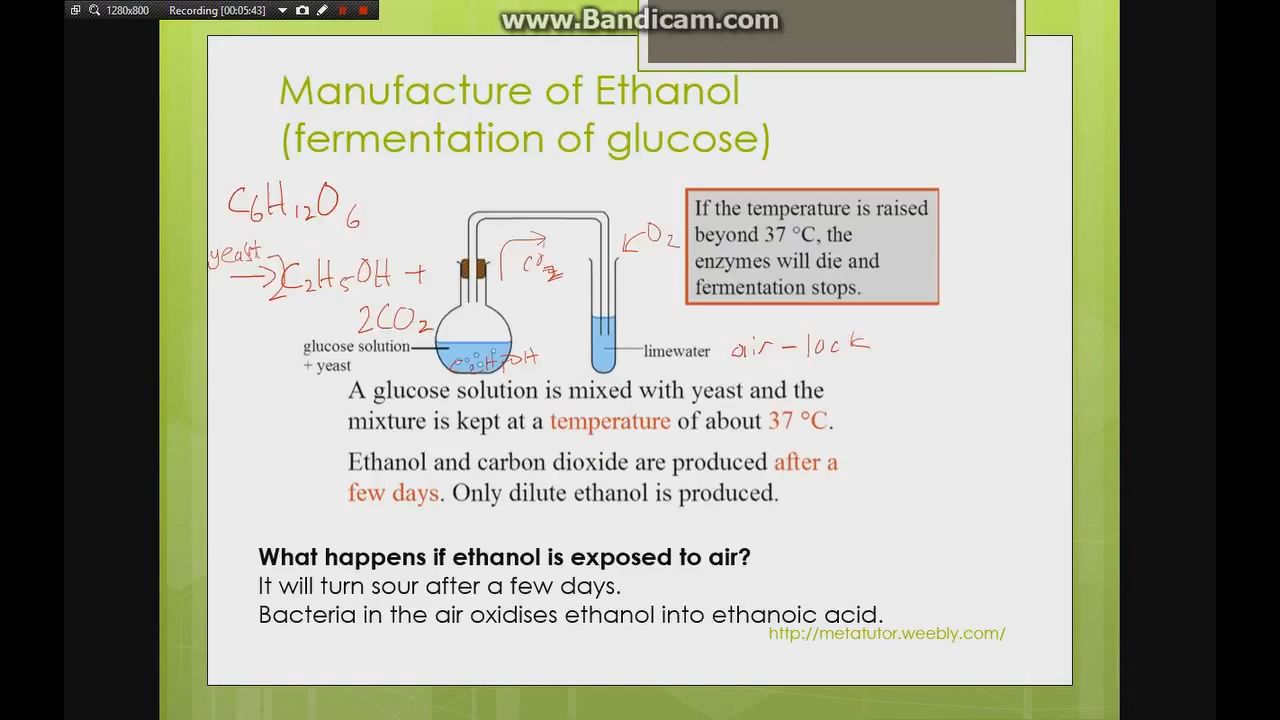 1280x800 Recording [00:05:43]
www.Bandicam.com
Manufacture of Ethanol
(fermentation of glucose)
C6H12O6
yeast
2C2H5OH +
2CO2
CO2
O2
If the temperature is raised
beyond 37 °C, the
enzymes will die and
fermentation stops.
glucose solution
+ yeast
limewater
air - lock
A glucose solution is mixed with yeast and the
mixture is kept at a temperature of about 37 °C.
Ethanol and carbon dioxide are produced after a
few days. Only dilute ethanol is produced.
What happens if ethanol is exposed to air?
It will turn sour after a few days.
Bacteria in the air oxidises ethanol into ethanoic acid.
http://metatutor.weebly.com/